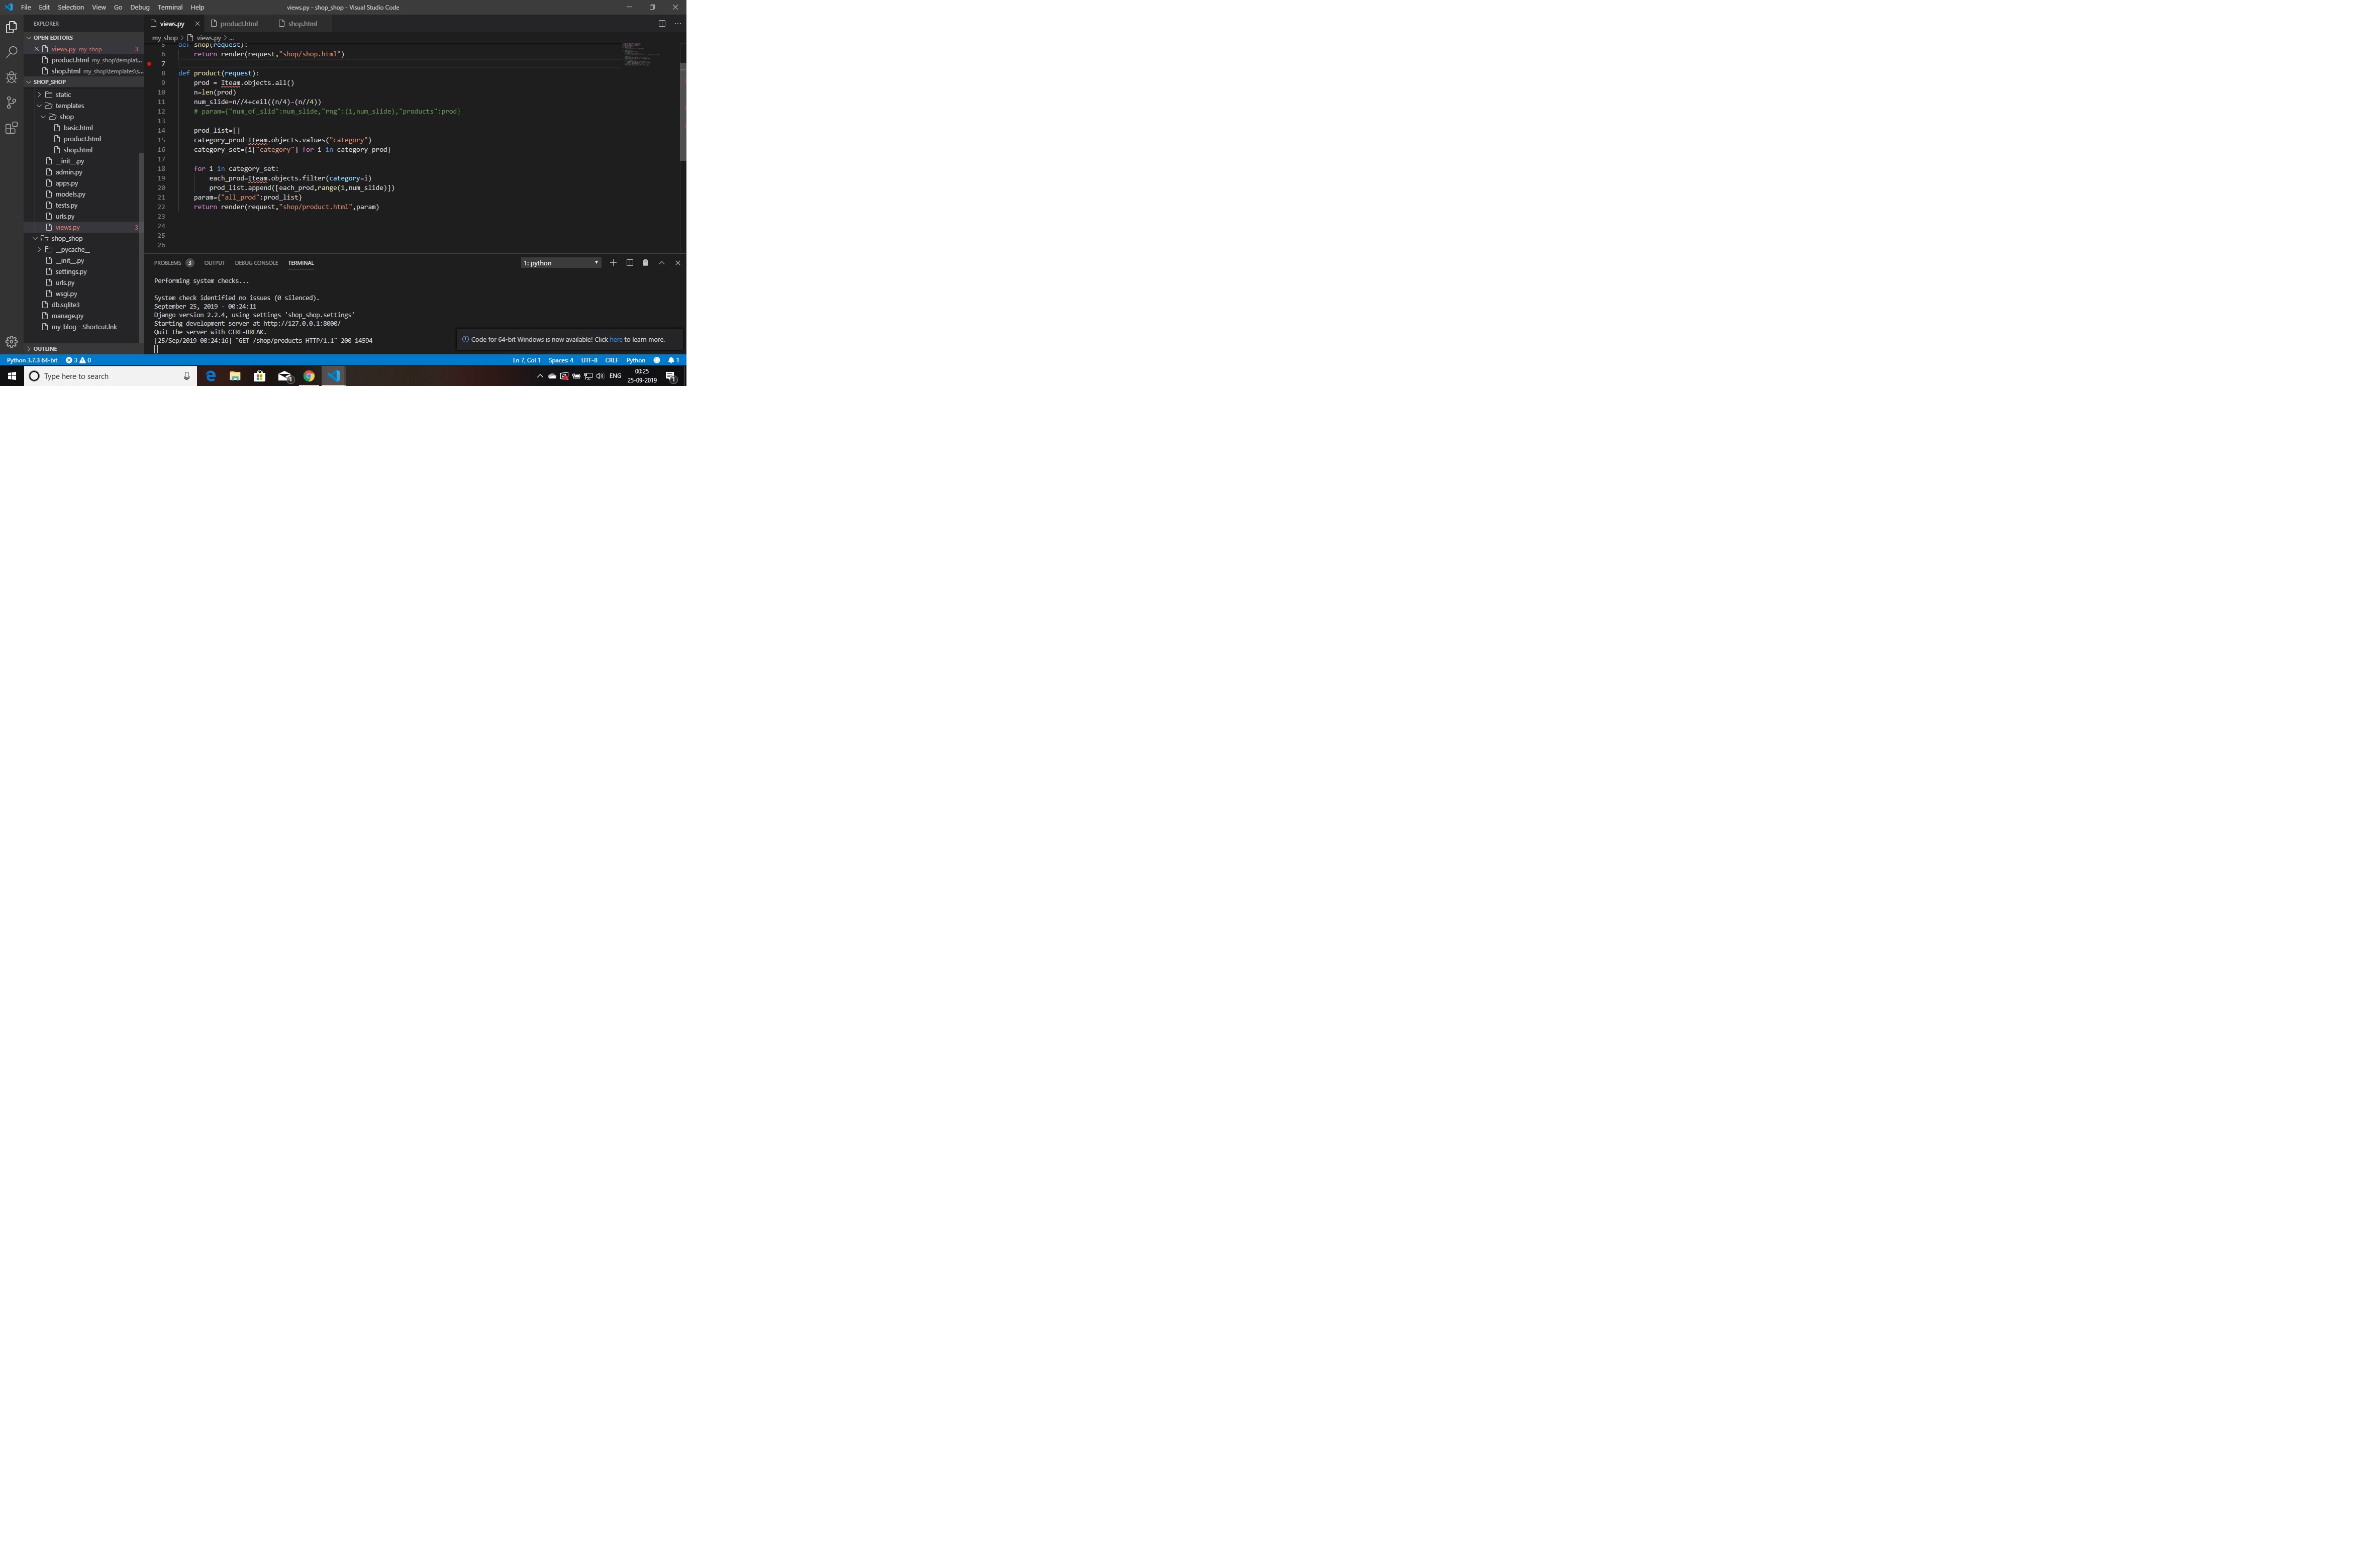 File Edit Selection View Go Debug Terminal Help
views.py - shop_shop - Visual Studio Code
EXPLORER
OPEN EDITORS
views.py my_shop 3
product.html my_shop\templat...
shop.html my_shop\templates\s...
SHOP_SHOP
static
templates
shop
basic.html
product.html
shop.html
__init__.py
admin.py
apps.py
models.py
tests.py
urls.py
views.py 3
shop_shop
__pycache__
__init__.py
settings.py
urls.py
wsgi.py
db.sqlite3
manage.py
my_blog - Shortcut.lnk
OUTLINE
views.py product.html shop.html
my_shop > views.py > ...
5 def shop(request):
6 return render(request,"shop/shop.html")
7
8 def product(request):
9 prod = Iteam.objects.all()
10 n=len(prod)
11 num_slide=n//4+ceil((n/4)-(n//4))
12 # param={"num_of_slid":num_slide,"rng":(1,num_slide),"products":prod}
13
14 prod_list=[]
15 category_prod=Iteam.objects.values("category")
16 category_set={i["category"] for i in category_prod}
17
18 for i in category_set:
19 each_prod=Iteam.objects.filter(category=i)
20 prod_list.append([each_prod,range(1,num_slide)])
21 param={"all_prod":prod_list}
22 return render(request,"shop/product.html",param)
23
24
25
26
PROBLEMS 3 OUTPUT DEBUG CONSOLE TERMINAL 1: python
Performing system checks...
System check identified no issues (0 silenced).
September 25, 2019 - 00:24:11
Django version 2.2.4, using settings 'shop_shop.settings'
Starting development server at http://127.0.0.1:8000/
Quit the server with CTRL-BREAK.
[25/Sep/2019 00:24:16] "GET /shop/products HTTP/1.1" 200 14594
Code for 64-bit Windows is now available! Click here to learn more.
Python 3.7.3 64-bit 3 0 Ln 7, Col 1 Spaces: 4 UTF-8 CRLF Python 1
Type here to search
ENG
00:25
25-09-2019